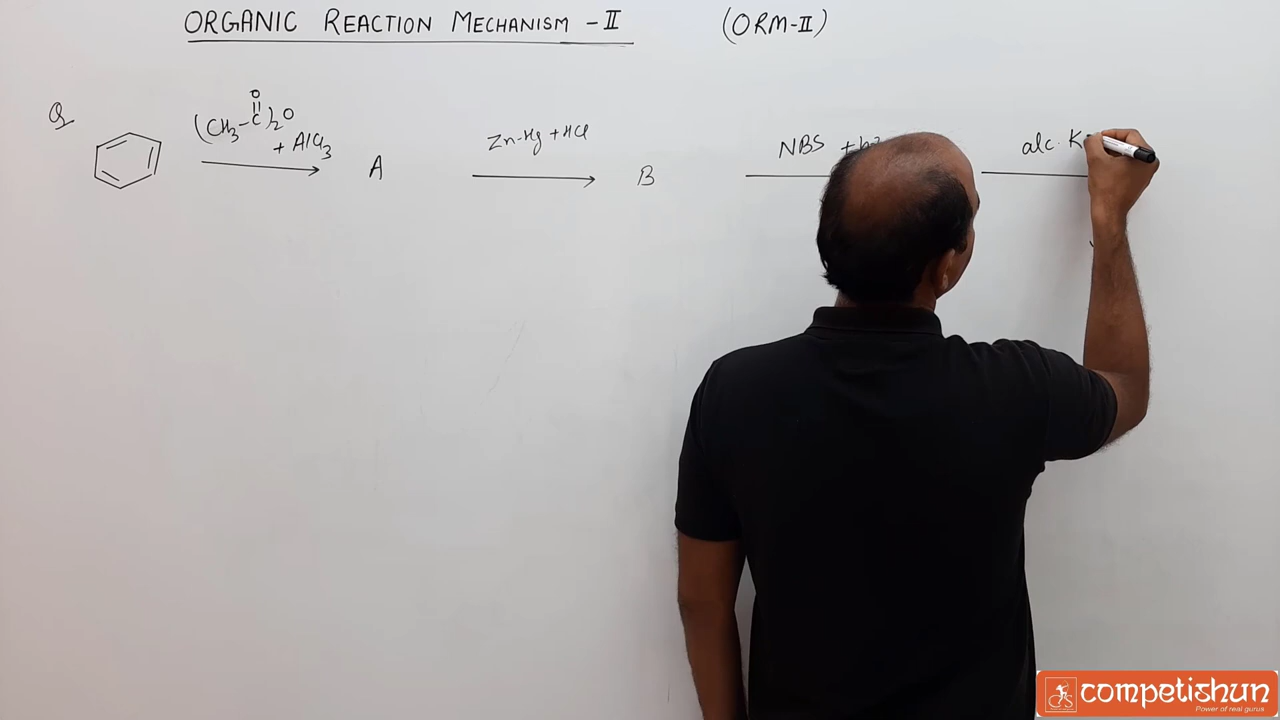 ORGANIC REACTION MECHANISM - II (ORM-II)
Q (CH3-C)2O
O
+ AlCl3
A
Zn-Hg + HCl
B
NBS + h
alc. K
competishun
Power of real gurus